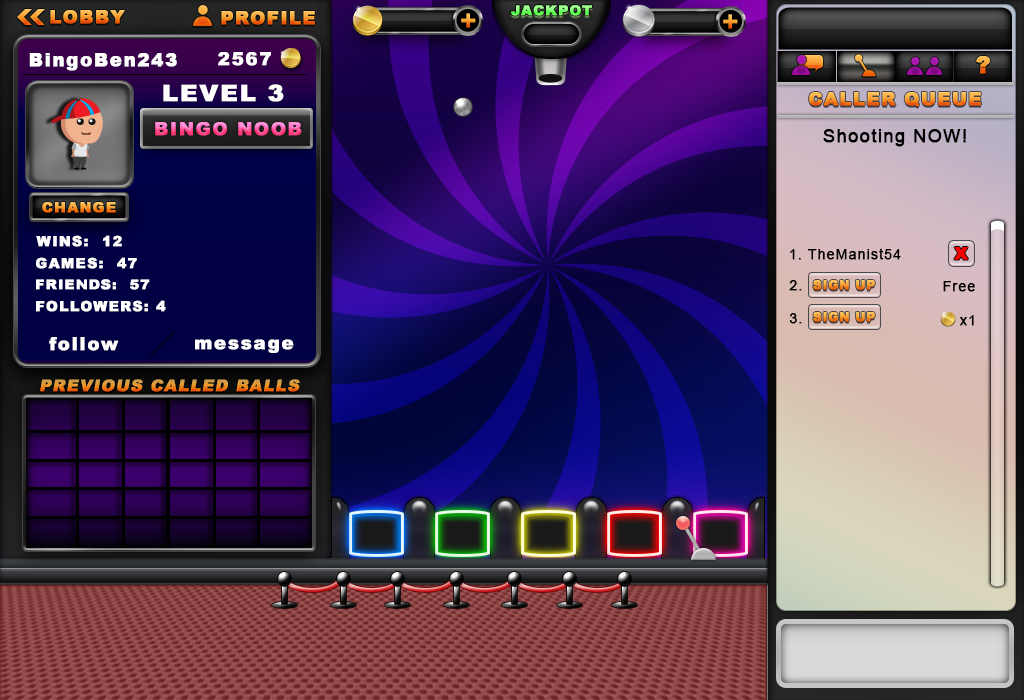 LOBBY
PROFILE
BingoBen243 2567
LEVEL 3
BINGO NOOB
CHANGE
WINS: 12
GAMES: 47
FRIENDS: 57
FOLLOWERS: 4
follow message
PREVIOUS CALLED BALLS
JACKPOT
?
CALLER QUEUE
Shooting NOW!
1. TheManist54 X
2. SIGN UP Free
3. SIGN UP x1